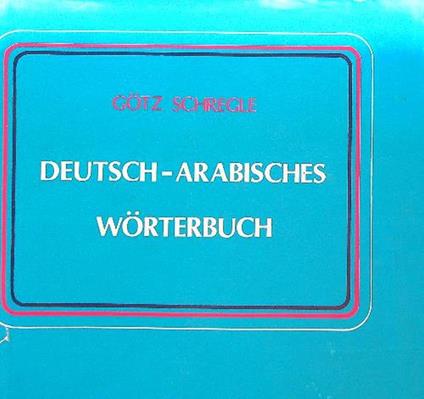 GÖTZ SCHREGLE
DEUTSCH-ARABISCHES
WÖRTERBUCH